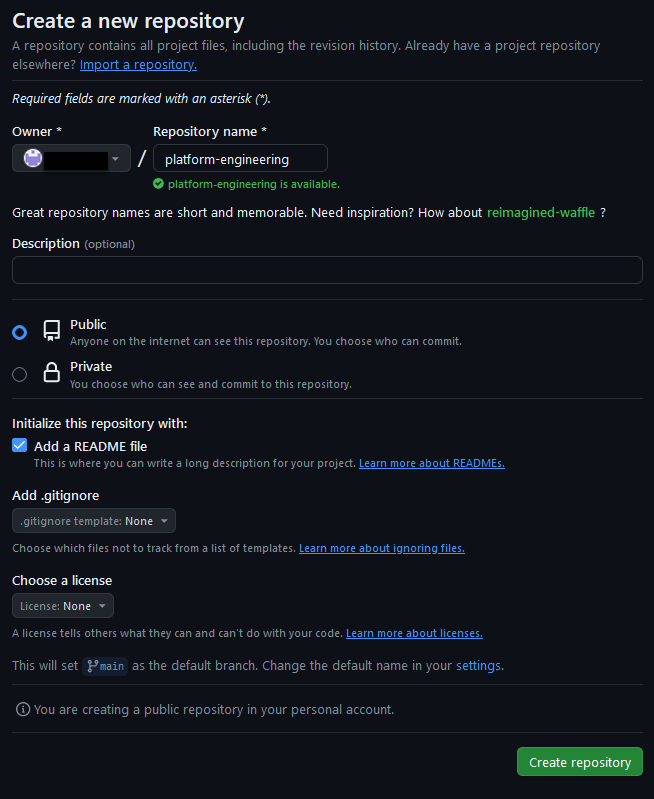 Create a new repository
A repository contains all project files, including the revision history. Already have a project repository
elsewhere? Import a repository.
Required fields are marked with an asterisk (*).
Owner * Repository name *
/ platform-engineering
platform-engineering is available.
Great repository names are short and memorable. Need inspiration? How about reimagined-waffle ?
Description (optional)
Public
Anyone on the internet can see this repository. You choose who can commit.
Private
You choose who can see and commit to this repository.
Initialize this repository with:
Add a README file
This is where you can write a long description for your project. Learn more about READMEs.
Add .gitignore
.gitignore template: None
Choose which files not to track from a list of templates. Learn more about ignoring files.
Choose a license
License: None
A license tells others what they can and can't do with your code. Learn more about licenses.
This will set main as the default branch. Change the default name in your settings.
You are creating a public repository in your personal account.
Create repository